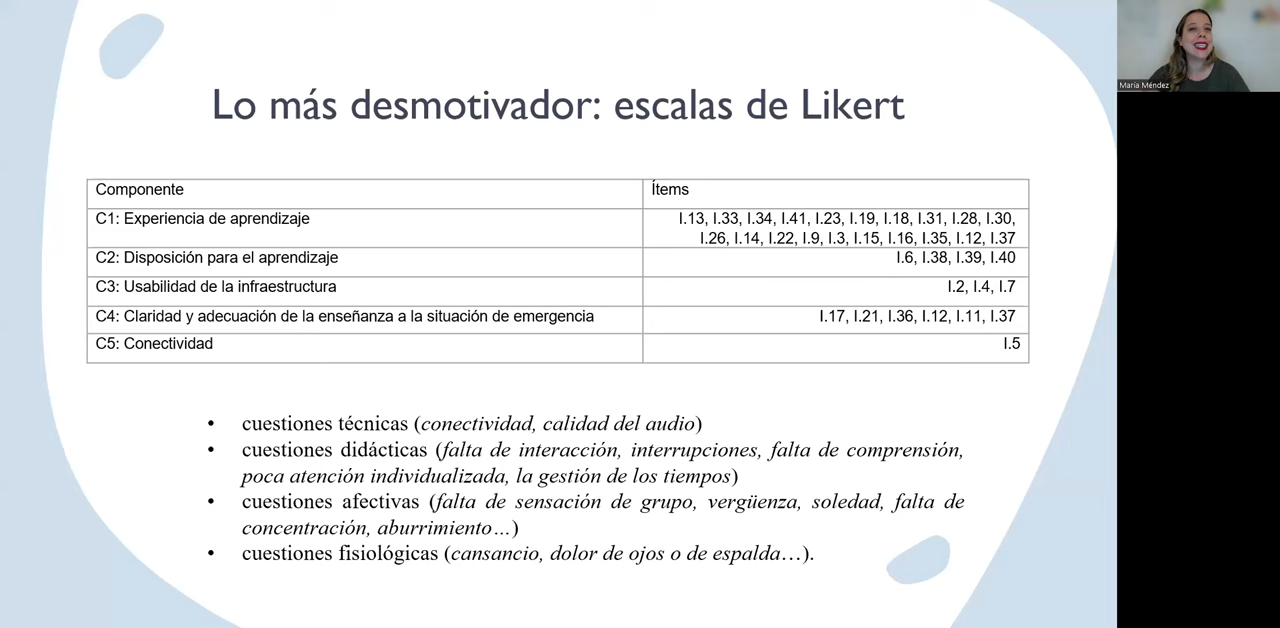 Lo más desmotivador: escalas de Likert
María Méndez
Componente Ítems
C1: Experiencia de aprendizaje I.13, I.33, I.34, I.41, I.23, I.19, I.18, I.31, I.28, I.30,
I.26, I.14, I.22, I.9, I.3, I.15, I.16, I.35, I.12, I.37
C2: Disposición para el aprendizaje I.6, I.38, I.39, I.40
C3: Usabilidad de la infraestructura I.2, I.4, I.7
C4: Claridad y adecuación de la enseñanza a la situación de emergencia I.17, I.21, I.36, I.12, I.11, I.37
C5: Conectividad I.5
• cuestiones técnicas (conectividad, calidad del audio)
• cuestiones didácticas (falta de interacción, interrupciones, falta de comprensión,
poca atención individualizada, la gestión de los tiempos)
• cuestiones afectivas (falta de sensación de grupo, vergüenza, soledad, falta de
concentración, aburrimiento…)
• cuestiones fisiológicas (cansancio, dolor de ojos o de espalda…).